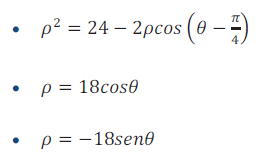 • ρ² = 24 − 2ρcos(θ − π/4)
• ρ = 18cosθ
• ρ = −18senθ